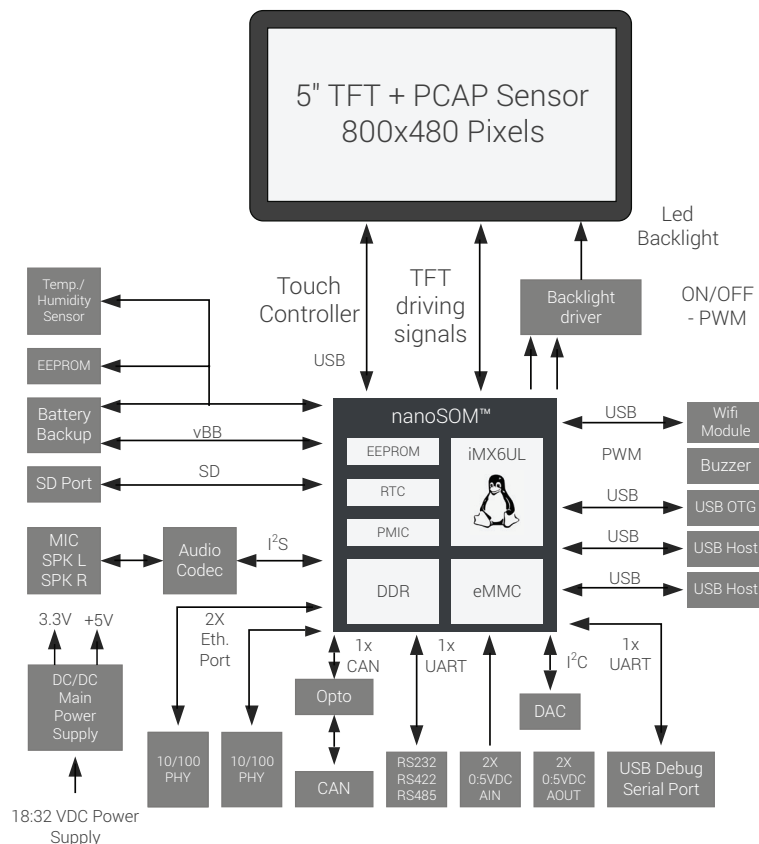 5" TFT + PCAP Sensor
800x480 Pixels
Led
Backlight
Temp./
Humidity
Sensor
Touch
Controller
TFT
driving
signals
Backlight
driver
ON/OFF
- PWM
USB
EEPROM
Battery
Backup
vBB
nanoSOM™
EEPROM
RTC
PMIC
iMX6UL
DDR
eMMC
USB
Wifi
Module
PWM
Buzzer
SD Port
SD
USB
USB OTG
USB
USB Host
USB
USB Host
MIC
SPK L
SPK R
Audio
Codec
I²S
3.3V
+5V
2X
Eth.
Port
1x
CAN
1x
UART
I²C
1x
UART
DC/DC
Main
Power
Supply
Opto
DAC
10/100
PHY
10/100
PHY
CAN
RS232
RS422
RS485
2X
0:5VDC
AIN
2X
0:5VDC
AOUT
USB Debug
Serial Port
18:32 VDC Power
Supply